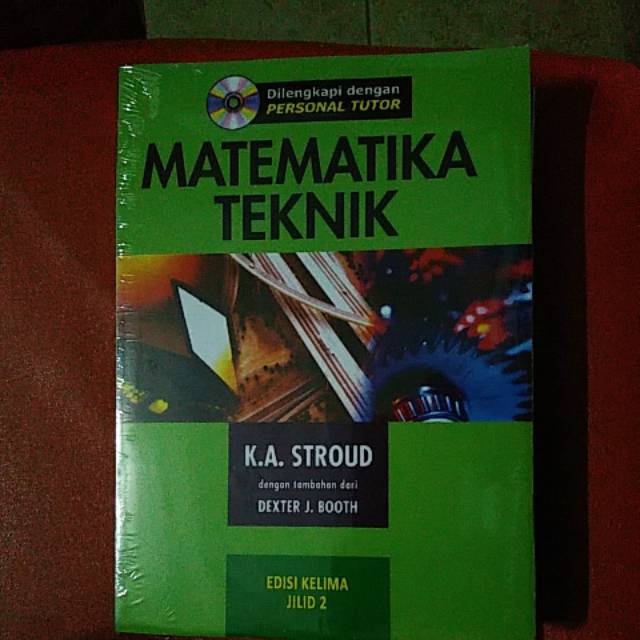 Dilengkapi dengan
PERSONAL TUTOR
MATEMATIKA
TEKNIK
K.A. STROUD
dengan tambahan dari
DEXTER J. BOOTH
EDISI KELIMA
JILID 2